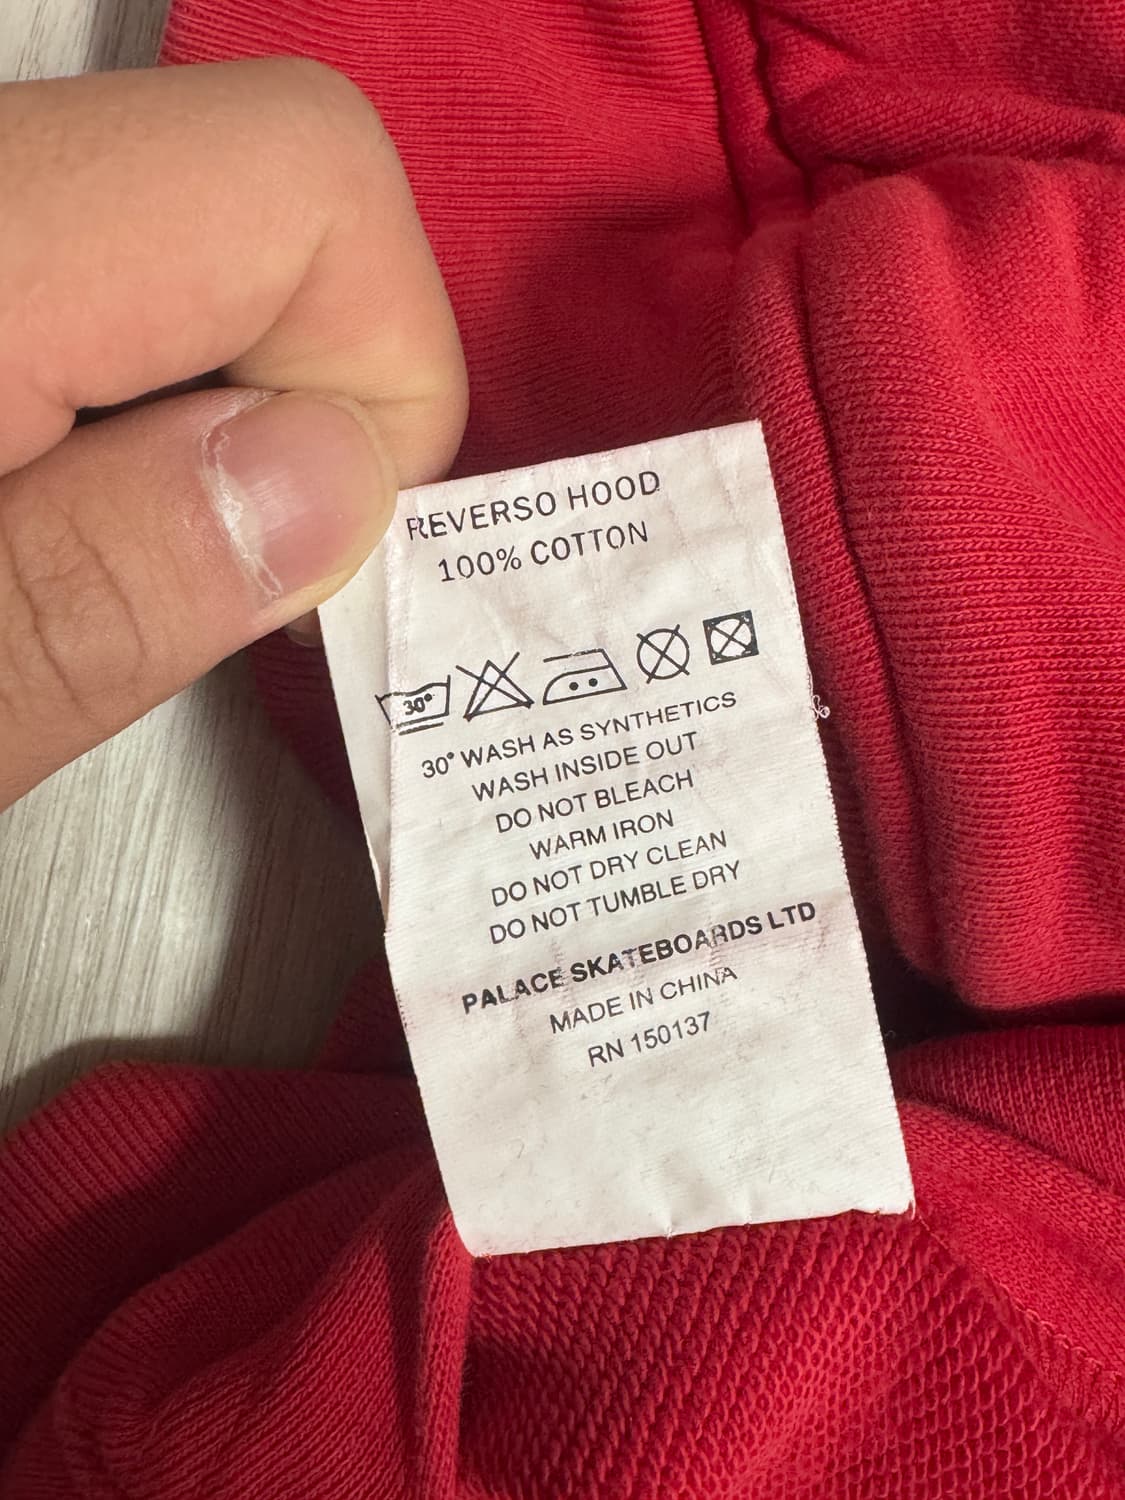 REVERSO HOOD
100% COTTON
30°
30° WASH AS SYNTHETICS
WASH INSIDE OUT
DO NOT BLEACH
WARM IRON
DO NOT DRY CLEAN
DO NOT TUMBLE DRY
PALACE SKATEBOARDS LTD
MADE IN CHINA
RN 150137